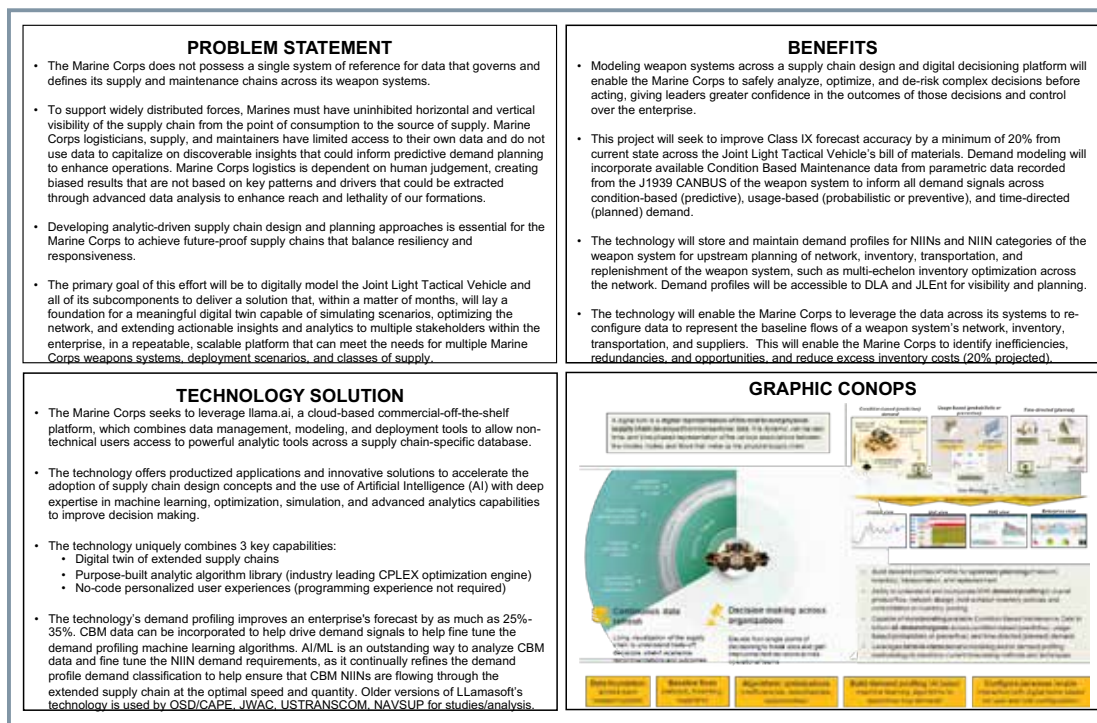 PROBLEM STATEMENT
• The Marine Corps does not possess a single system of reference for data that governs and
defines its supply and maintenance chains across its weapon systems.
• To support widely distributed forces, Marines must have uninhibited horizontal and vertical
visibility of the supply chain from the point of consumption to the source of supply. Marine
Corps logisticians, supply, and maintainers have limited access to their own data and do not
use data to capitalize on discoverable insights that could inform predictive demand planning
to enhance operations. Marine Corps logistics is dependent on human judgement, creating
biased results that are not based on key patterns and drivers that could be extracted
through advanced data analysis to enhance reach and lethality of our formations.
• Developing analytic-driven supply chain design and planning approaches is essential for the
Marine Corps to achieve future-proof supply chains that balance resiliency and
responsiveness.
• The primary goal of this effort will be to digitally model the Joint Light Tactical Vehicle and
all of its subcomponents to deliver a solution that, within a matter of months, will lay a
foundation for a meaningful digital twin capable of simulating scenarios, optimizing the
network, and extending actionable insights and analytics to multiple stakeholders within the
enterprise, in a repeatable, scalable platform that can meet the needs for multiple Marine
Corps weapons systems, deployment scenarios, and classes of supply.
BENEFITS
• Modeling weapon systems across a supply chain design and digital decisioning platform will
enable the Marine Corps to safely analyze, optimize, and de-risk complex decisions before
acting, giving leaders greater confidence in the outcomes of those decisions and control
over the enterprise.
• This project will seek to improve Class IX forecast accuracy by a minimum of 20% from
current state across the Joint Light Tactical Vehicle's bill of materials. Demand modeling will
incorporate available Condition Based Maintenance data from parametric data recorded
from the J1939 CANBUS of the weapon system to inform all demand signals across
condition-based (predictive), usage-based (probabilistic or preventive), and time-directed
(planned) demand.
• The technology will store and maintain demand profiles for NIINs and NIIN categories of the
weapon system for upstream planning of network, inventory, transportation, and
replenishment of the weapon system, such as multi-echelon inventory optimization across
the network. Demand profiles will be accessible to DLA and JLEnt for visibility and planning.
• The technology will enable the Marine Corps to leverage the data across its systems to re-
configure data to represent the baseline flows of a weapon system's network, inventory,
transportation, and suppliers. This will enable the Marine Corps to identify inefficiencies,
redundancies, and opportunities, and reduce excess inventory costs (20% projected).
TECHNOLOGY SOLUTION
• The Marine Corps seeks to leverage llama.ai, a cloud-based commercial-off-the-shelf
platform, which combines data management, modeling, and deployment tools to allow non-
technical users access to powerful analytic tools across a supply chain-specific database.
• The technology offers productized applications and innovative solutions to accelerate the
adoption of supply chain design concepts and the use of Artificial Intelligence (AI) with deep
expertise in machine learning, optimization, simulation, and advanced analytics capabilities
to improve decision making.
• The technology uniquely combines 3 key capabilities:
• Digital twin of extended supply chains
• Purpose-built analytic algorithm library (industry leading CPLEX optimization engine)
• No-code personalized user experiences (programming experience not required)
• The technology's demand profiling improves an enterprise's forecast by as much as 25%-
35%. CBM data can be incorporated to help drive demand signals to help fine tune the
demand profiling machine learning algorithms. AI/ML is an outstanding way to analyze CBM
data and fine tune the NIIN demand requirements, as it continually refines the demand
profile demand classification to help ensure that CBM NIINs are flowing through the
extended supply chain at the optimal speed and quantity. Older versions of LLamasoft's
technology is used by OSD/CAPE, JWAC, USTRANSCOM, NAVSUP for studies/analysis.
GRAPHIC CONOPS
Continuous data
refresh
Decision making across
organizations